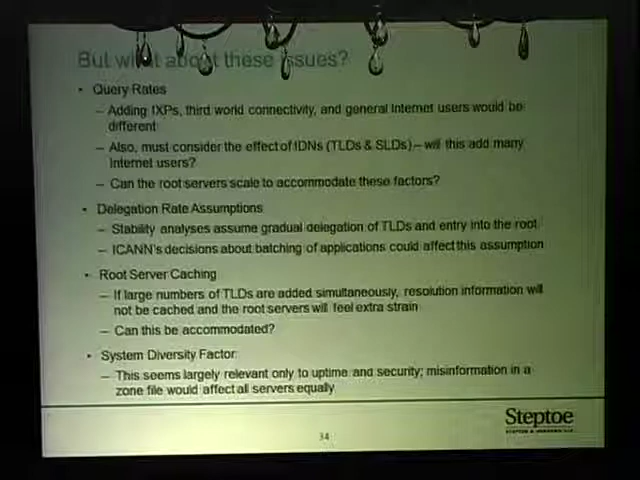 But what about these issues?
• Query Rates
– Adding IXPs, third world connectivity, and general Internet users would be
different
– Also, must consider the effect of IDNs (TLDs & SLDs) – will this add many
Internet users?
– Can the root servers scale to accommodate these factors?
• Delegation Rate Assumptions
– Stability analyses assume gradual delegation of TLDs and entry into the root
– ICANN's decisions about batching of applications could affect this assumption
• Root Server Caching
– If large numbers of TLDs are added simultaneously, resolution information will
not be cached and the root servers will feel extra strain
– Can this be accommodated?
• System Diversity Factor:
– This seems largely relevant only to uptime and security; misinformation in a
zone file would affect all servers equally
Steptoe
STEPTOE & JOHNSON LLP
34